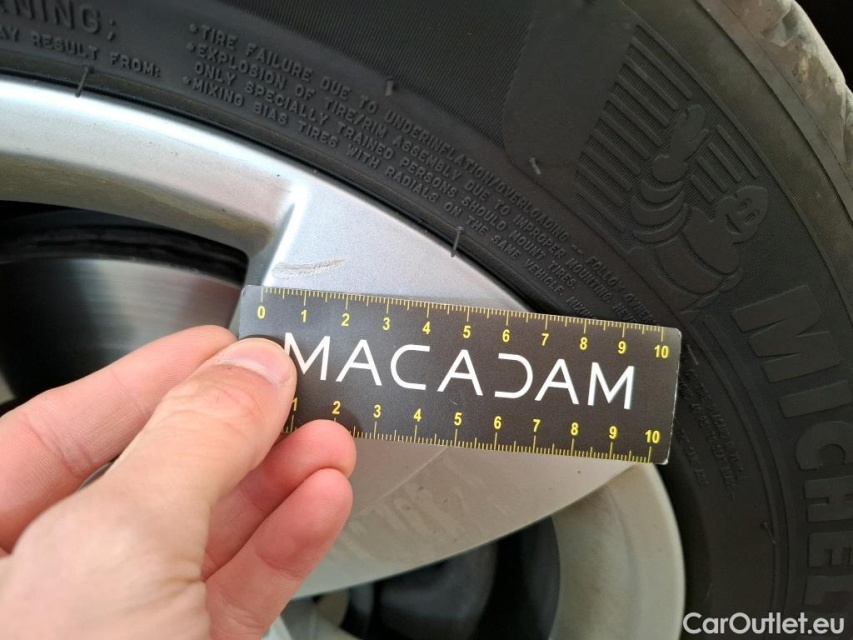 NING;
AY RESULT FROM:
•TIRE FAILURE DUE TO UNDERINFLATION/OVERLOADING – FOLLOW
•EXPLOSION OF TIRE/RIM ASSEMBLY DUE TO IMPROPER MOUNTING
ONLY SPECIALLY TRAINED PERSONS SHOULD MOUNT TIRES
•MIXING BIAS TIRES WITH RADIALS ON THE SAME VEHICLE
0 1 2 3 4 5 6 7 8 9 10
MACADAM
1 2 3 4 5 6 7 8 9 10
MICHEL
CarOutlet.eu